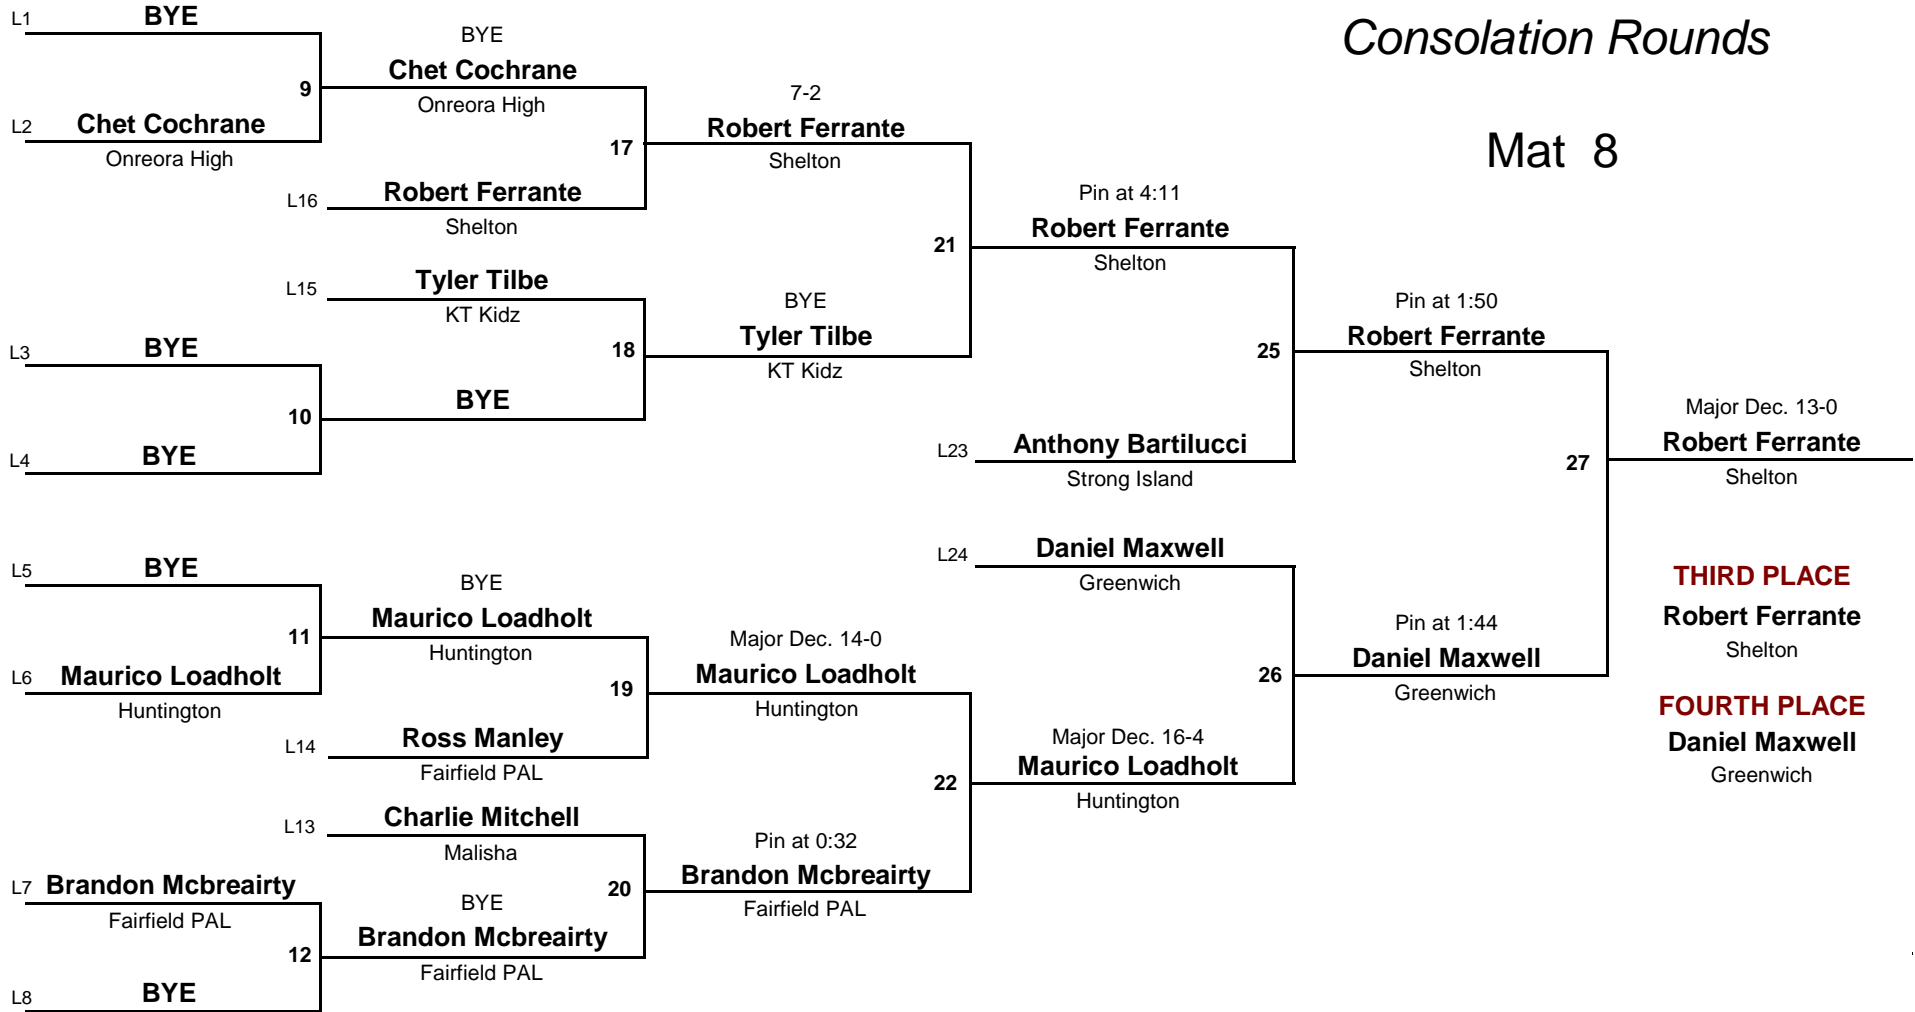 Consolation Rounds
Mat 8
L1 BYE
9
L2 Chet Cochrane
Onreora High
BYE
Chet Cochrane
Onreora High
17
L16 Robert Ferrante
Shelton
7-2
Robert Ferrante
Shelton
L15 Tyler Tilbe
KT Kidz
18
L3 BYE
10
L4 BYE
BYE
BYE
Tyler Tilbe
KT Kidz
21
Pin at 4:11
Robert Ferrante
Shelton
25
L23 Anthony Bartilucci
Strong Island
Pin at 1:50
Robert Ferrante
Shelton
27
L5 BYE
11
L6 Maurico Loadholt
Huntington
BYE
Maurico Loadholt
Huntington
19
L14 Ross Manley
Fairfield PAL
Major Dec. 14-0
Maurico Loadholt
Huntington
L13 Charlie Mitchell
Malisha
20
L7 Brandon Mcbreairty
Fairfield PAL
12
L8 BYE
BYE
Brandon Mcbreairty
Fairfield PAL
Pin at 0:32
Brandon Mcbreairty
Fairfield PAL
22
L24 Daniel Maxwell
Greenwich
26
Major Dec. 16-4
Maurico Loadholt
Huntington
Pin at 1:44
Daniel Maxwell
Greenwich
Major Dec. 13-0
Robert Ferrante
Shelton
THIRD PLACE
Robert Ferrante
Shelton
FOURTH PLACE
Daniel Maxwell
Greenwich